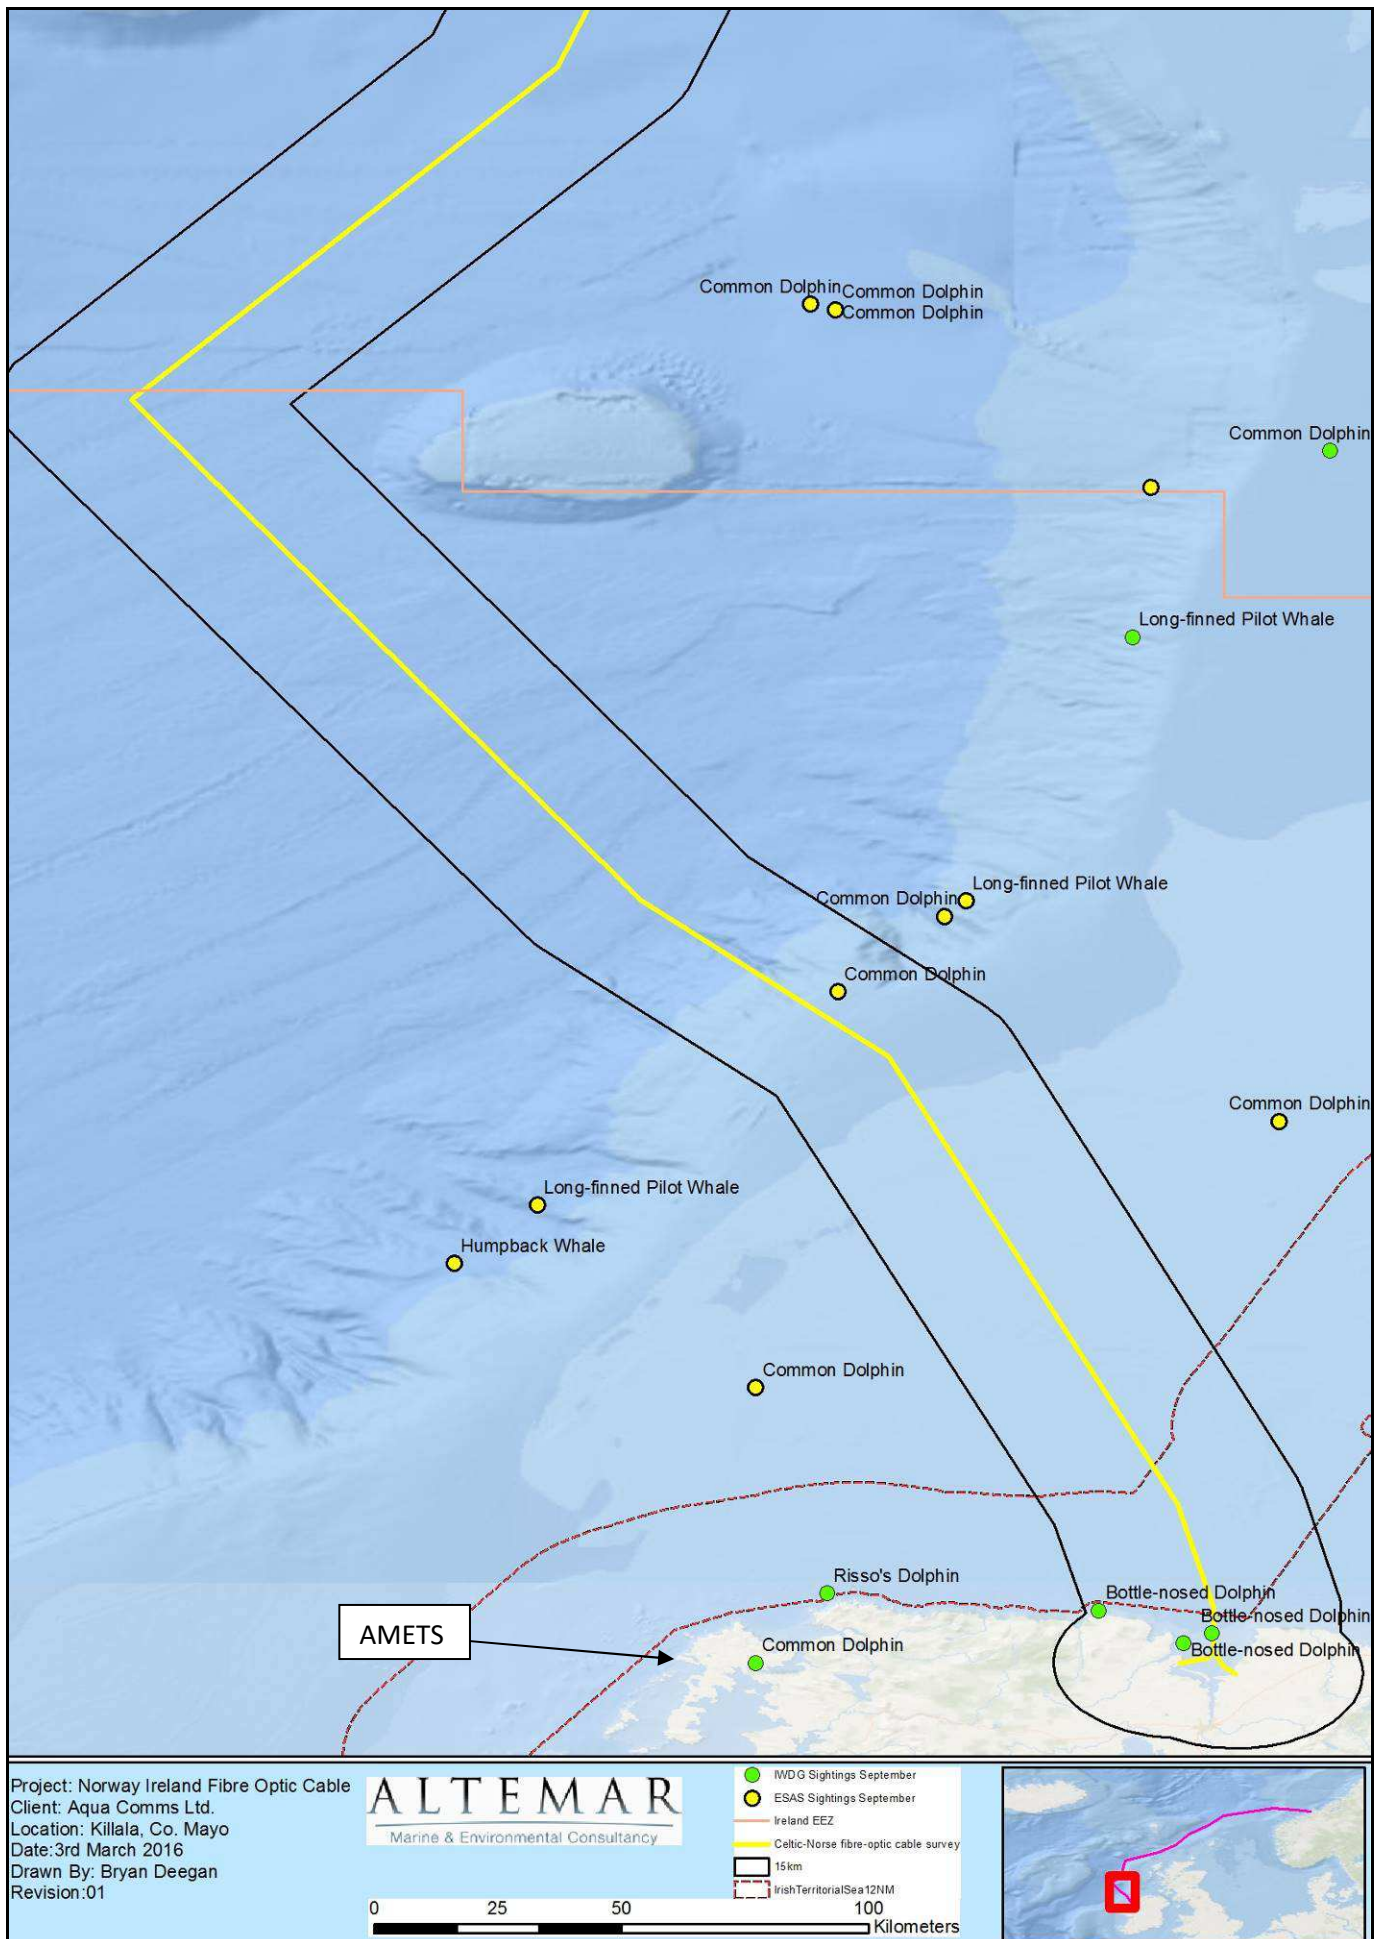 Common Dolphin
Common Dolphin
Common Dolphin
Common Dolphin
Long-finned Pilot Whale
Long-finned Pilot Whale
Common Dolphin
Common Dolphin
Common Dolphin
Long-finned Pilot Whale
Humpback Whale
Common Dolphin
Risso's Dolphin
Bottle-nosed Dolphin
Bottle-nosed Dolphin
Bottle-nosed Dolphin
AMETS
Common Dolphin
Project: Norway Ireland Fibre Optic Cable
Client: Aqua Comms Ltd.
Location: Killala, Co. Mayo
Date:3rd March 2016
Drawn By: Bryan Deegan
Revision:01
ALTEMAR
Marine & Environmental Consultancy
0 25 50 100
Kilometers
IWDG Sightings September
ESAS Sightings September
Ireland EEZ
Celtic-Norse fibre-optic cable survey
15km
IrishTerritorialSea12NM